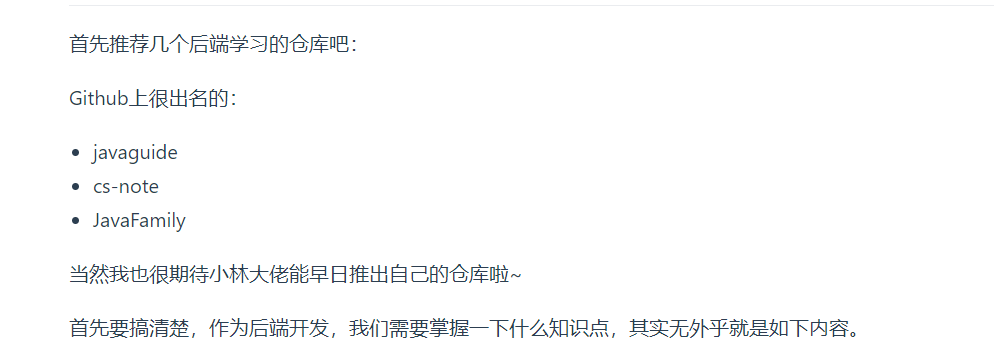 首先推荐几个后端学习的仓库吧：
Github上很出名的：
javaguide
cs-note
JavaFamily
当然我也很期待小林大佬能早日推出自己的仓库啦~
首先要搞清楚，作为后端开发，我们需要掌握一下什么知识点，其实无外乎就是如下内容。